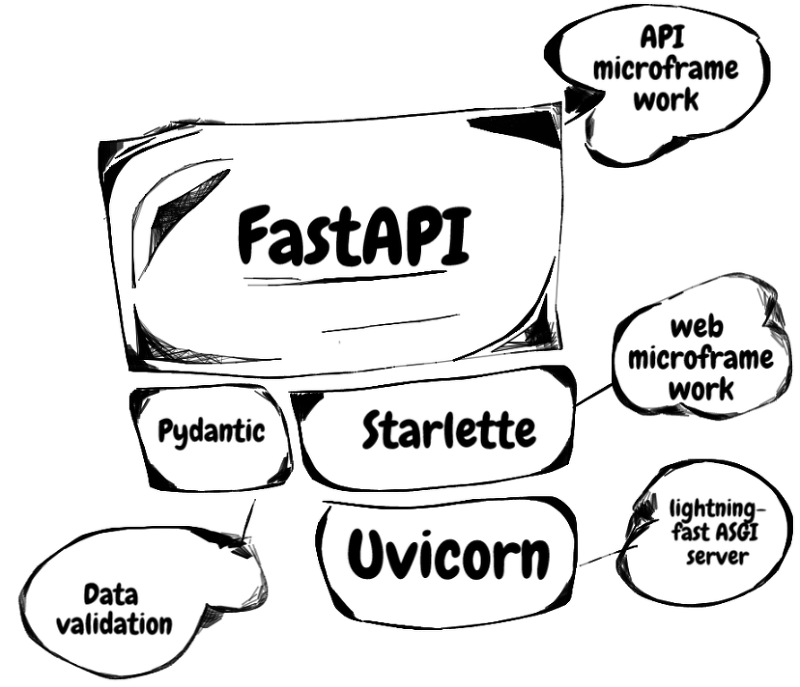 API
microframe
work
FastAPI
web
microframe
work
Pydantic
Starlette
lightning-
fast ASGI
server
Uvicorn
Data
validation